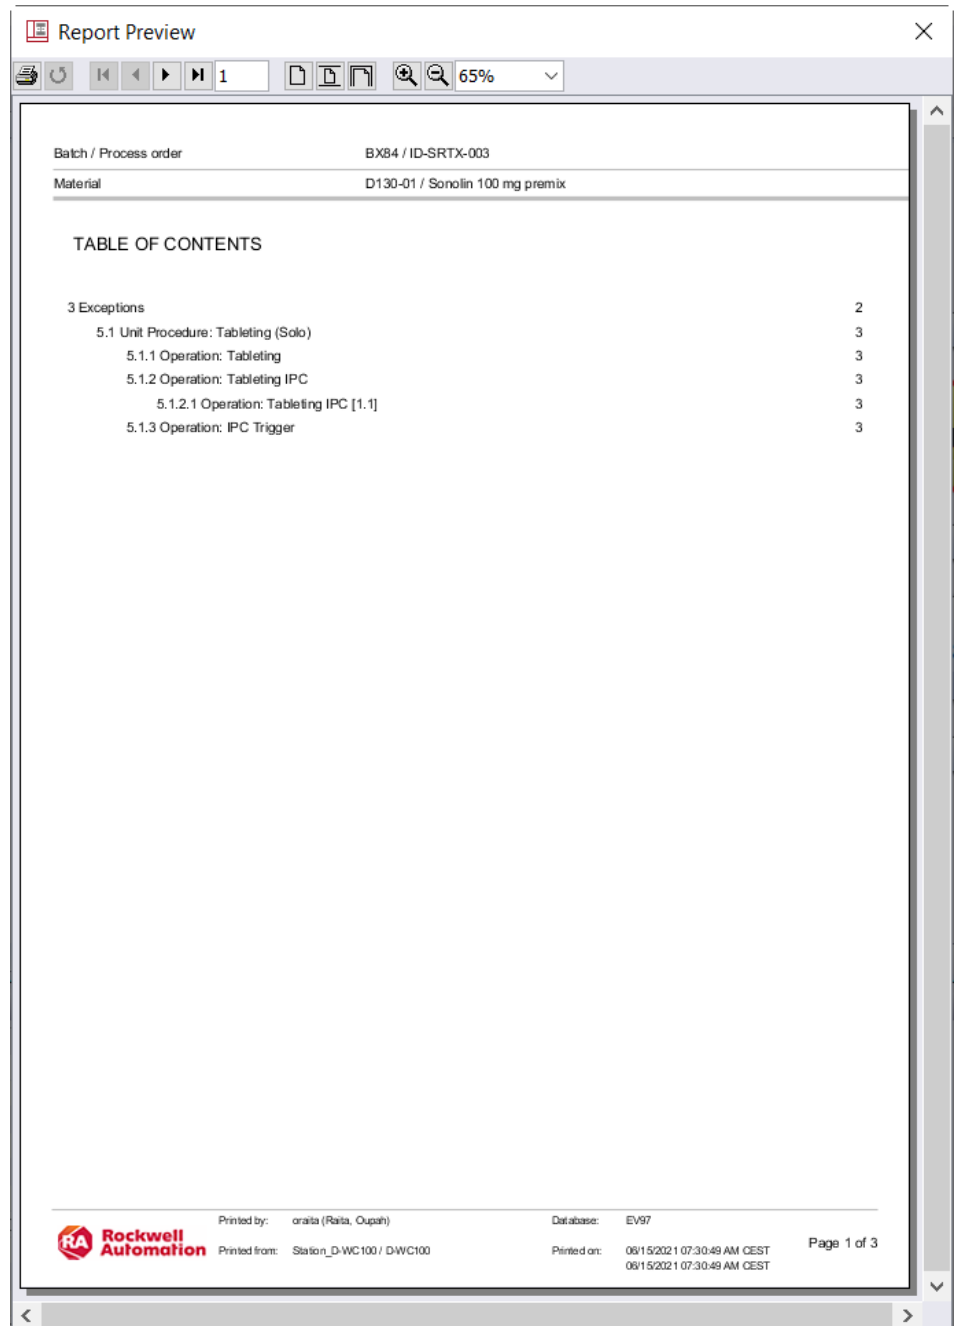 Report Preview
1
65%
Batch / Process order BX84 / ID-SRTX-003
Material D130-01 / Sonolin 100 mg premix
TABLE OF CONTENTS
3 Exceptions 2
5.1 Unit Procedure: Tableting (Solo) 3
5.1.1 Operation: Tableting 3
5.1.2 Operation: Tableting IPC 3
5.1.2.1 Operation: Tableting IPC [1.1] 3
5.1.3 Operation: IPC Trigger 3
RA Rockwell Automation
Printed by: oraita (Raita, Oupah) Database: EV97
Printed from: Station_D-WC100 / D-WC100 Printed on: 06/15/2021 07:30:49 AM CEST
06/15/2021 07:30:49 AM CEST
Page 1 of 3